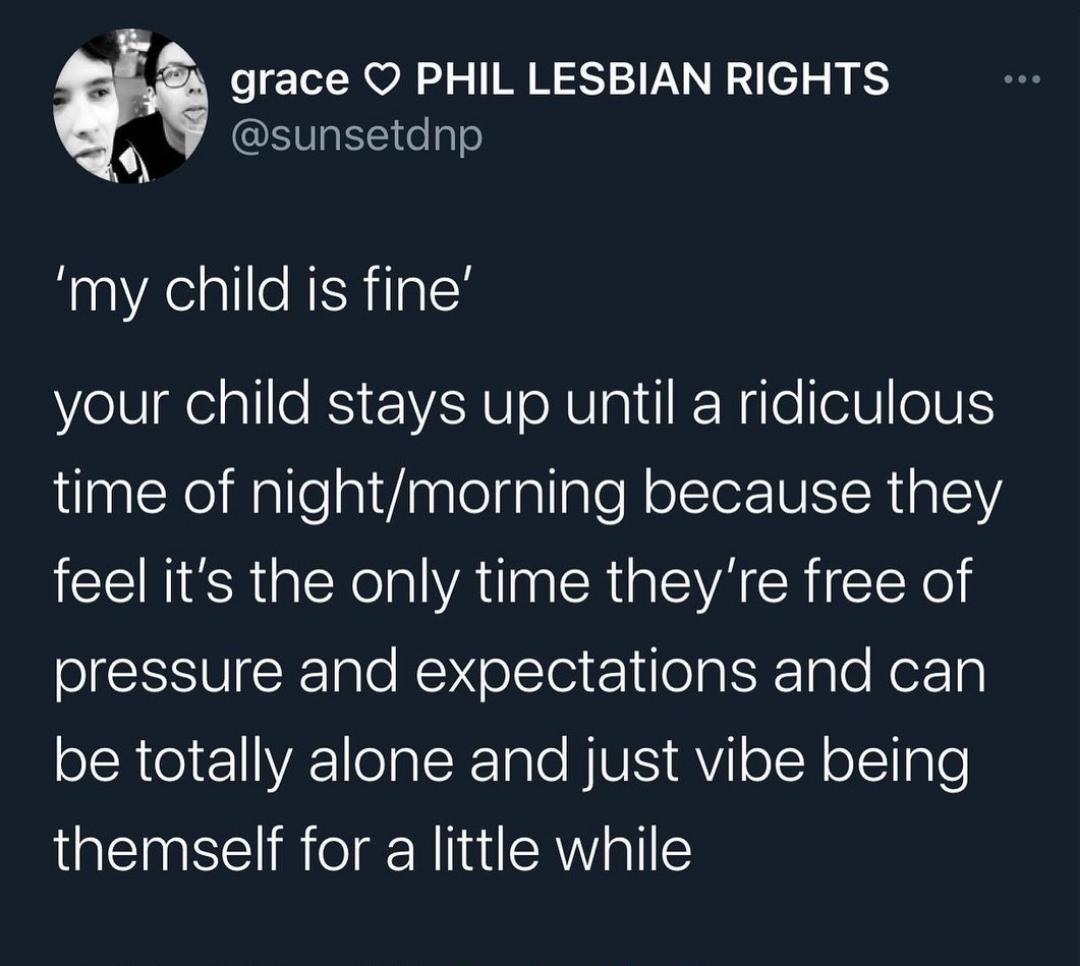 grace ♡ PHIL LESBIAN RIGHTS
@sunsetdnp
‘my child is fine’
your child stays up until a ridiculous
time of night/morning because they
feel it’s the only time they’re free of
pressure and expectations and can
be totally alone and just vibe being
themself for a little while